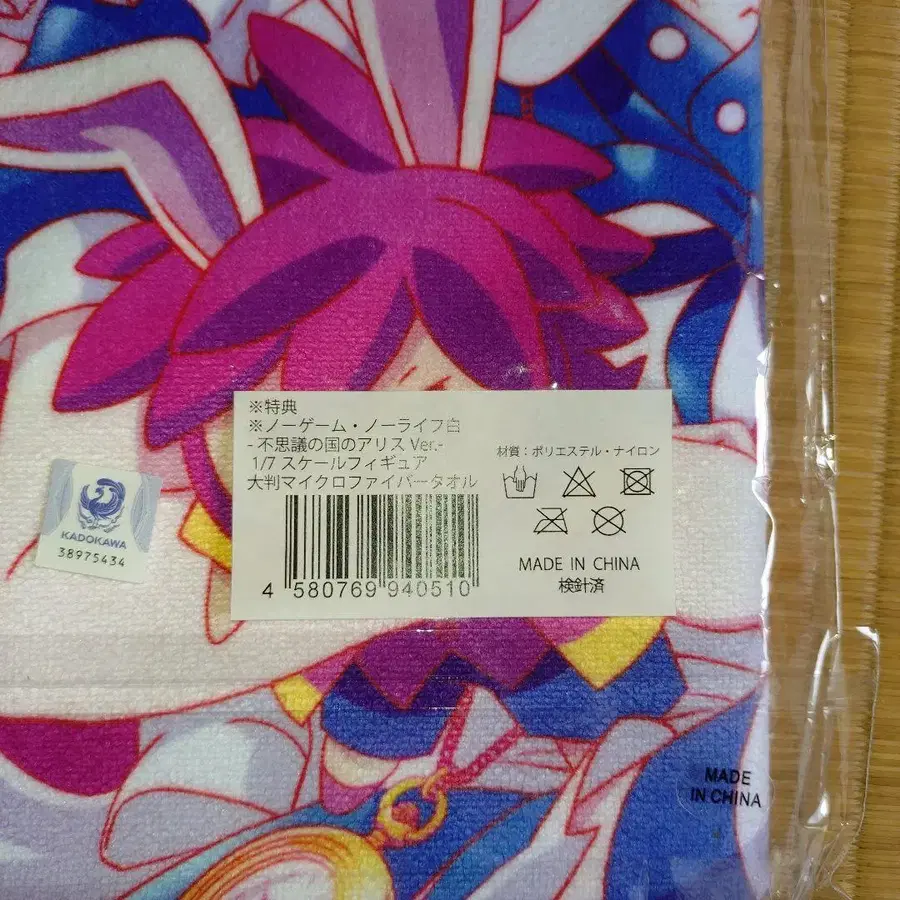 ※特典
※ノーゲーム・ノーライフ白
- 不思議の国のアリス Ver.-
1/7 スケールフィギュア
大判マイクロファイバータオル
4 580769 940510
材質：ポリエステル・ナイロン
MADE IN CHINA
検針済
KADOKAWA
38975434
MADE
IN CHINA